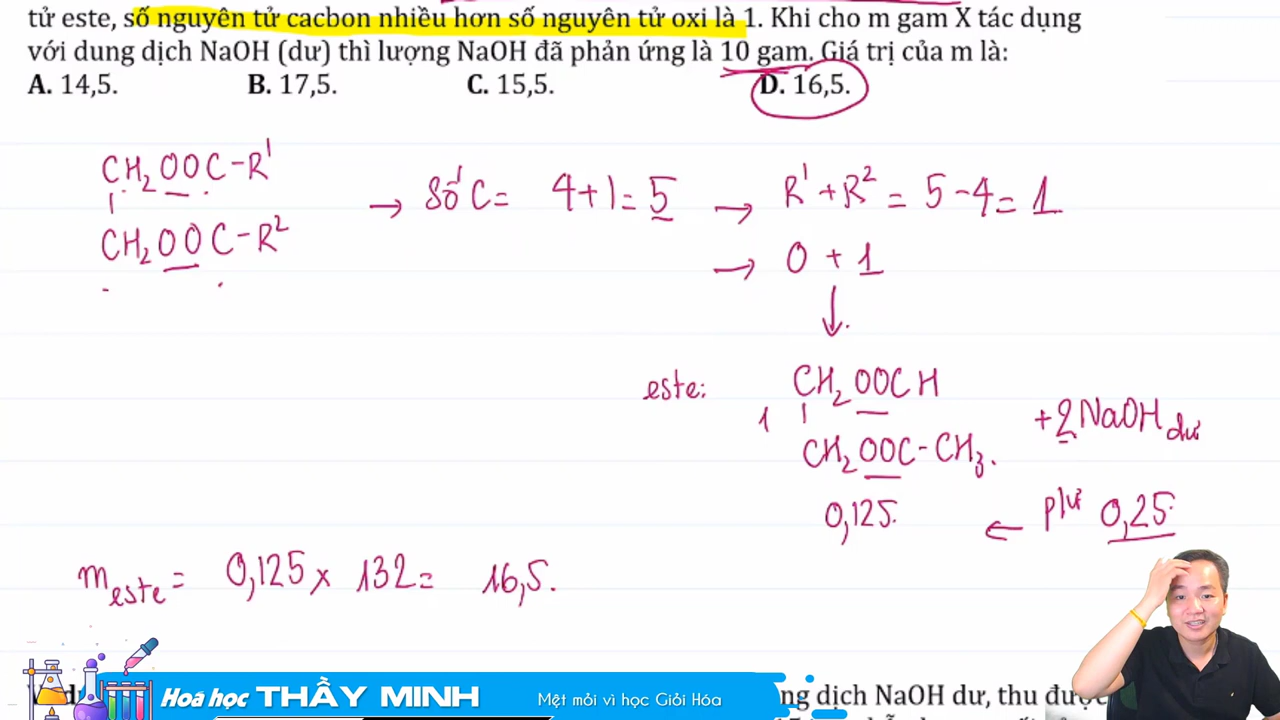 tử este, số nguyên tử cacbon nhiều hơn số nguyên tử oxi là 1. Khi cho m gam X tác dụng
với dung dịch NaOH (dư) thì lượng NaOH đã phản ứng là 10 gam. Giá trị của m là:
A. 14,5. B. 17,5. C. 15,5. D. 16,5.
CH₂OOC-R¹
CH₂OOC-R²
→ Số C = 4+1 = 5 → R¹ + R² = 5-4 = 1
→ 0 + 1
este: CH₂OOCH
1 + 2NaOH dư
CH₂OOC-CH₃.
0,125. ← pư 0,25
m este = 0,125 x 132 = 16,5.
Hoá học THẦY MINH
Mệt mỏi vì học Giỏi Hóa
ng dịch NaOH dư, thu được